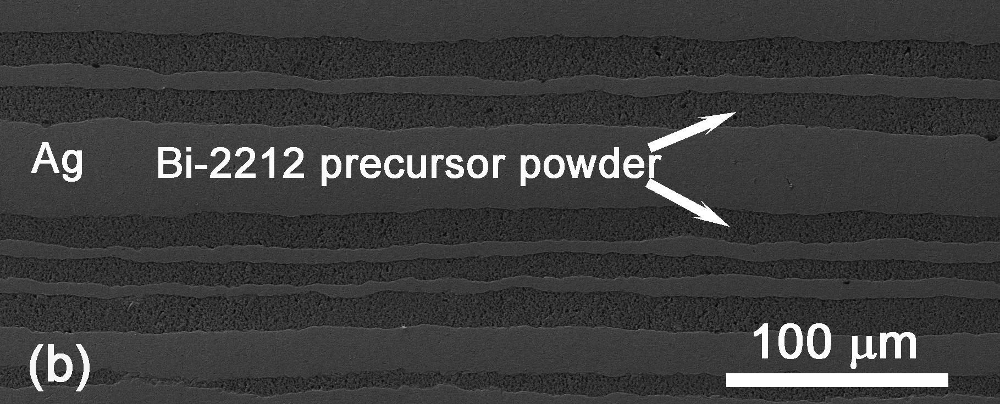 Ag
Bi-2212 precursor powder
100 μm
(b)